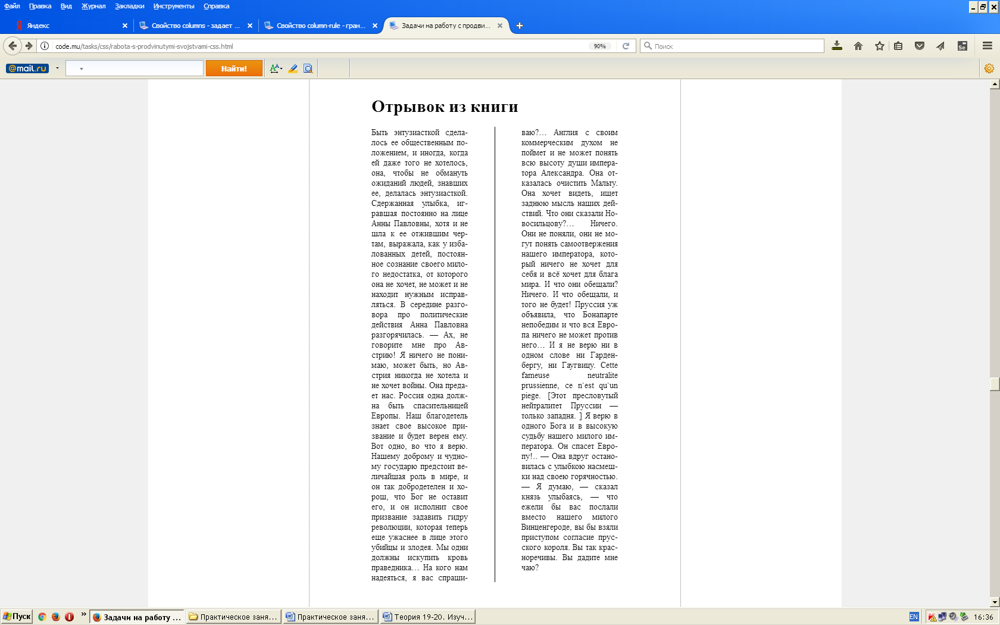 Файл Правка Вид Журнал Закладки Инструменты Справка
Яндекс
Свойство columns - задает ...
Свойство column-rule - гран...
Задачи на работу с продви...
code.mu/tasks/css/rabota-s-prodvinutymi-svojstvami-css.html
90%
Поиск
Se
@mail.ru
Найти!
Отрывок из книги
Быть энтузиасткой сдела-
лось ее общественным по-
ложением, и иногда, когда
ей даже того не хотелось,
она, чтобы не обмануть
ожиданий людей, знавших
ее, делалась энтузиасткой.
Сдержанная улыбка, иг-
равшая постоянно на лице
Анны Павловны, хотя и не
шла к ее отжившим чер-
там, выражала, как у изба-
лованных детей, постоян-
ное сознание своего мило-
го недостатка, от которого
она не хочет, не может и не
находит нужным исправ-
ляться. В середине разго-
вора про политические
действия Анна Павловна
разгорячилась. — Ах, не
говорите мне про Ав-
стрию! Я ничего не пони-
маю, может быть, но Ав-
стрия никогда не хотела и
не хочет войны. Она преда-
ет нас. Россия одна долж-
на быть спасительницей
Европы. Наш благодетель
знает свое высокое при-
звание и будет верен ему.
Вот одно, во что я верю.
Нашему доброму и чудно-
му государю предстоит ве-
личайшая роль в мире, и
он так добродетелен и хо-
рош, что Бог не оставит
его, и он исполнит свое
призвание задавить гидру
революции, которая теперь
еще ужаснее в лице этого
убийцы и злодея. Мы одни
должны искупить кровь
праведника… На кого нам
надеяться, я вас спраши-
ваю?… Англия с своим
коммерческим духом не
поймет и не может понять
всю высоту души импера-
тора Александра. Она от-
казалась очистить Мальту.
Она хочет видеть, ищет
заднюю мысль наших дей-
ствий. Что они сказали Но-
восильцову?… Ничего.
Они не поняли, они не мо-
гут понять самоотвержения
нашего императора, кото-
рый ничего не хочет для
себя и всё хочет для блага
мира. И что они обещали?
Ничего. И что обещали, и
того не будет! Пруссия уж
объявила, что Бонапарте
непобедим и что вся Евро-
па ничего не может против
него… И я не верю ни в
одном слове ни Гарден-
бергу, ни Гаугвицу. Cette
fameuse neutralite
prussienne, ce n`est qu`un
piege. [Этот пресловутый
нейтралитет Пруссии —
только западня. ] Я верю в
одного Бога и в высокую
судьбу нашего милого им-
ператора. Он спасет Евро-
пу!.. — Она вдруг остано-
вилась с улыбкою насмеш-
ки над своею горячностью.
— Я думаю, — сказал
князь улыбаясь, — что
ежели бы вас послали
вместо нашего милого
Винценгероде, вы бы взяли
приступом согласие прус-
ского короля. Вы так крас-
норечивы. Вы дадите мне
чаю?
Пуск
»
Задачи на работу ...
Практическое заня...
Практическое заня...
Теория 19-20. Изуч...
EN
16:36